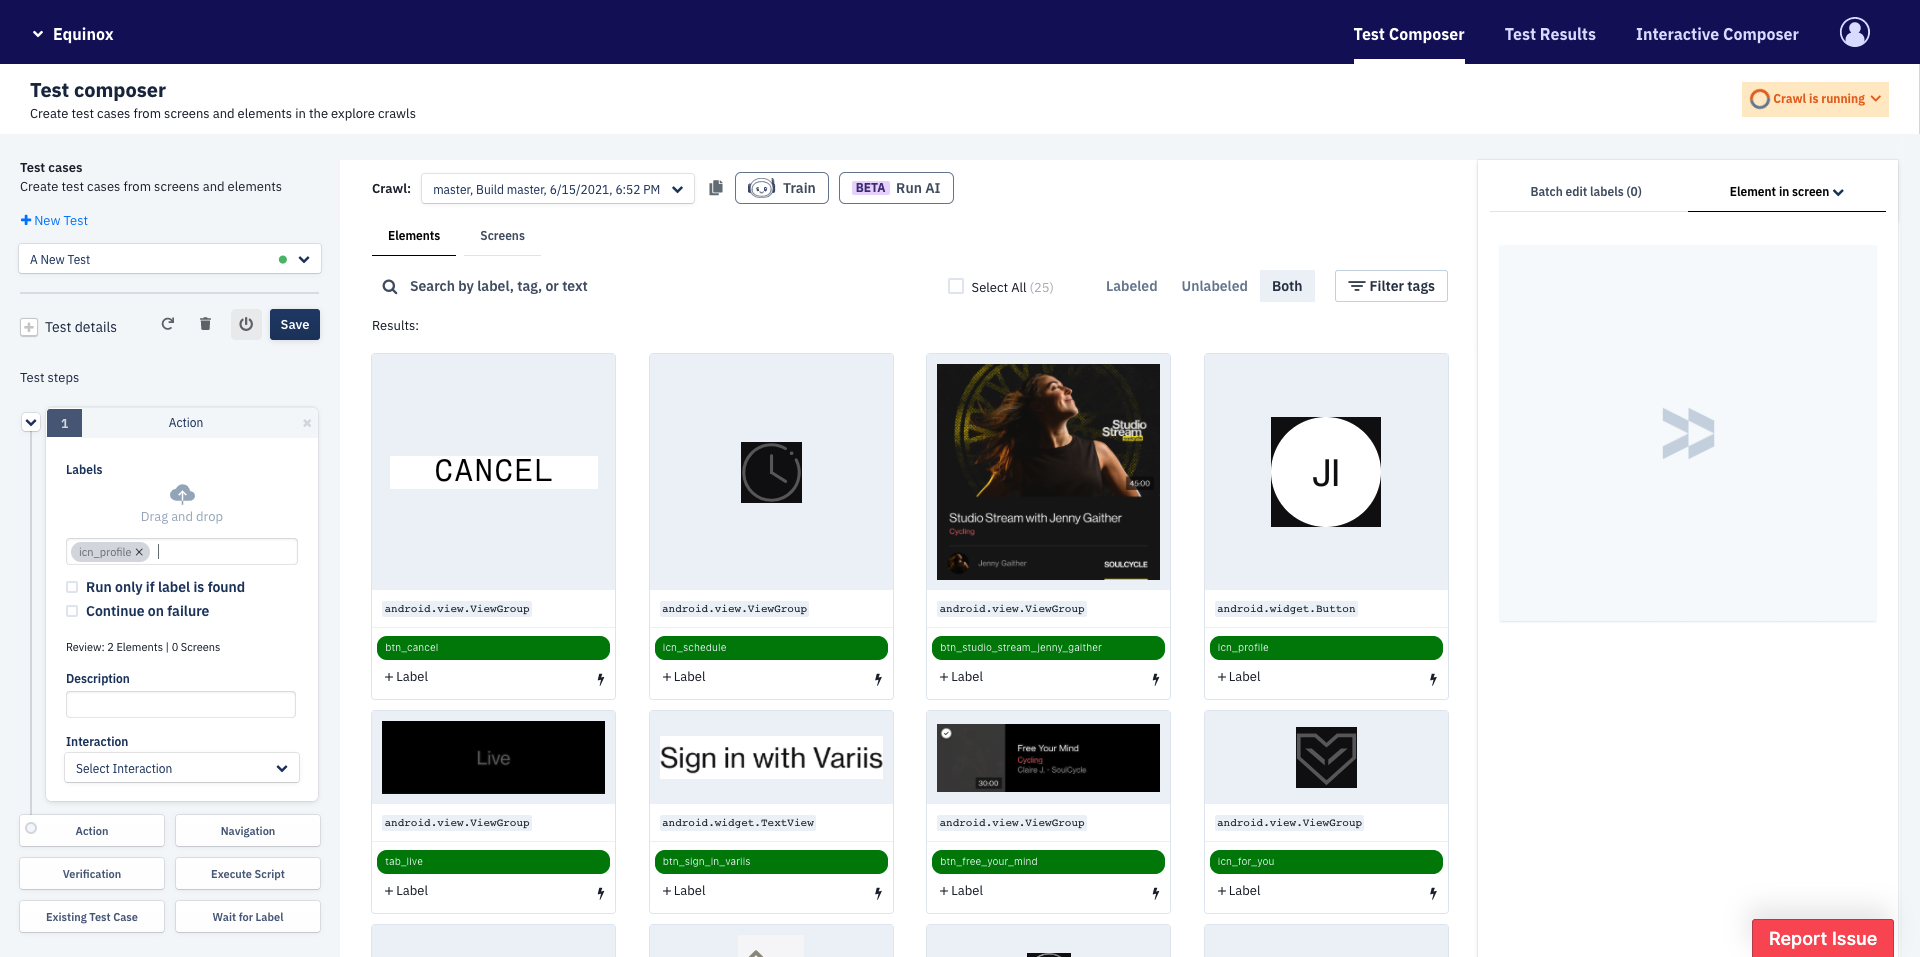 Equinox
Test Composer
Test Results
Interactive Composer
Test composer
Create test cases from screens and elements in the explore crawls
Crawl is running
Test cases
Create test cases from screens and elements
New Test
A New Test
Test details
Save
Test steps
1
Action
Labels
Drag and drop
icn_profile
Run only if label is found
Continue on failure
Review: 2 Elements | 0 Screens
Description
Interaction
Select Interaction
Action
Navigation
Verification
Execute Script
Existing Test Case
Wait for Label
Crawl:
master, Build master, 6/15/2021, 6:52 PM
Train
BETA Run AI
Elements
Screens
Search by label, tag, or text
Select All (25)
Labeled
Unlabeled
Both
Filter tags
Results:
CANCEL
android.view.ViewGroup
btn_cancel
+ Label
android.view.ViewGroup
icn_schedule
+ Label
Studio
Stream
45:00
Studio Stream with Jenny Gaither
Cycling
Jenny Gaither
SOULCYCLE
android.view.ViewGroup
btn_studio_stream_jenny_gaither
+ Label
JI
android.widget.Button
icn_profile
+ Label
Live
android.view.ViewGroup
tab_live
+ Label
Sign in with Variis
android.widget.TextView
btn_sign_in_variis
+ Label
Free Your Mind
Cycling
Claire J. - SoulCycle
30:00
android.view.ViewGroup
btn_free_your_mind
+ Label
android.view.ViewGroup
icn_for_you
+ Label
Batch edit labels (0)
Element in screen
Report Issue